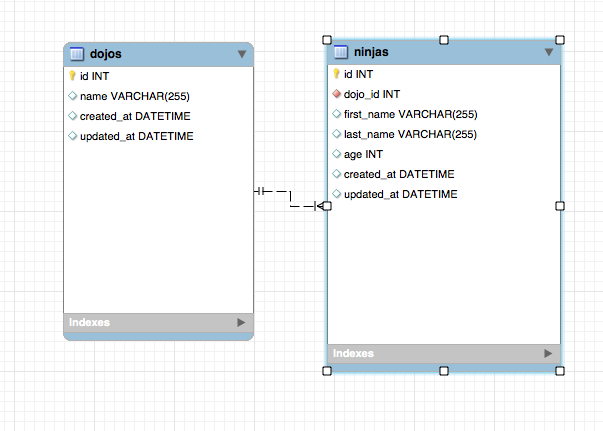 dojos
id INT
name VARCHAR(255)
created_at DATETIME
updated_at DATETIME
Indexes
ninjas
id INT
dojo_id INT
first_name VARCHAR(255)
last_name VARCHAR(255)
age INT
created_at DATETIME
updated_at DATETIME
Indexes